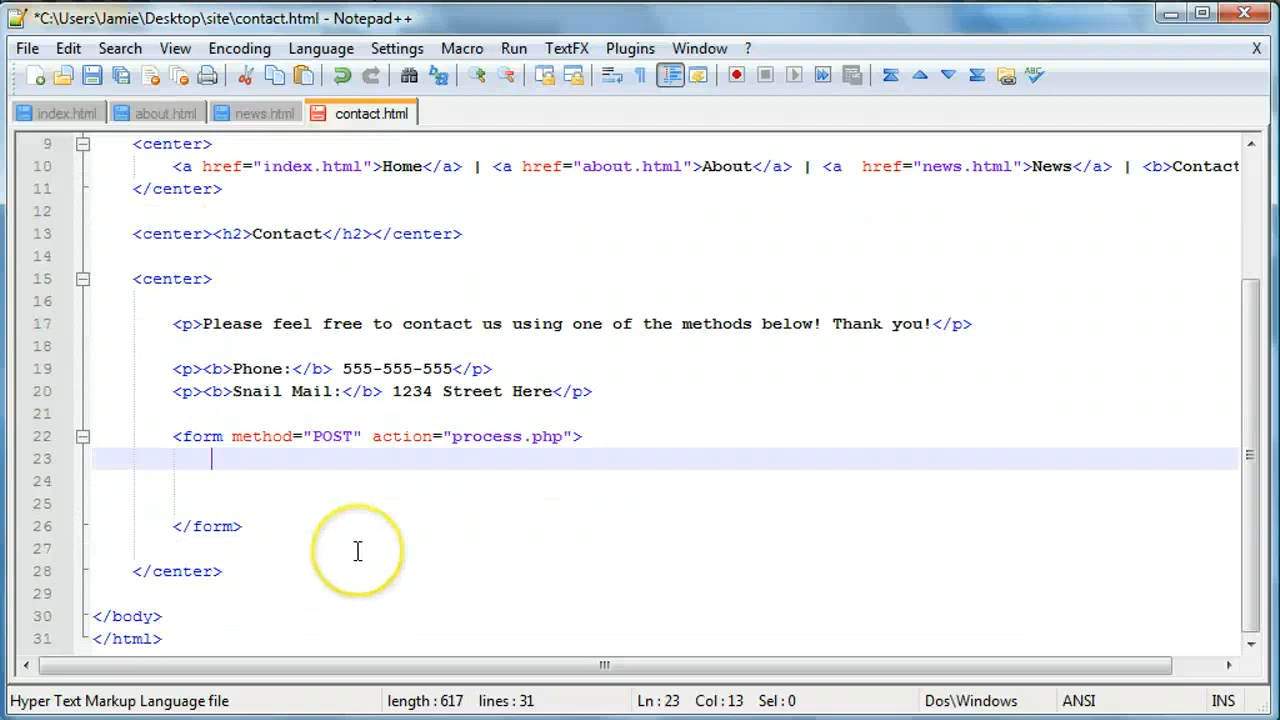 *C:\Users\Jamie\Desktop\site\contact.html - Notepad++
File Edit Search View Encoding Language Settings Macro Run TextFX Plugins Window ? X
index.html about.html news.html contact.html
9 <center>
10 <a href="index.html">Home</a> | <a href="about.html">About</a> | <a  href="news.html">News</a> | <b>Contact
11 </center>
12
13 <center><h2>Contact</h2></center>
14
15 <center>
16
17 <p>Please feel free to contact us using one of the methods below! Thank you!</p>
18
19 <p><b>Phone:</b> 555-555-555</p>
20 <p><b>Snail Mail:</b> 1234 Street Here</p>
21
22 <form method="POST" action="process.php">
23
24
25
26 </form>
27
28 </center>
29
30 </body>
31 </html>
Hyper Text Markup Language file length : 617 lines : 31 Ln : 23 Col : 13 Sel : 0 Dos\Windows ANSI INS